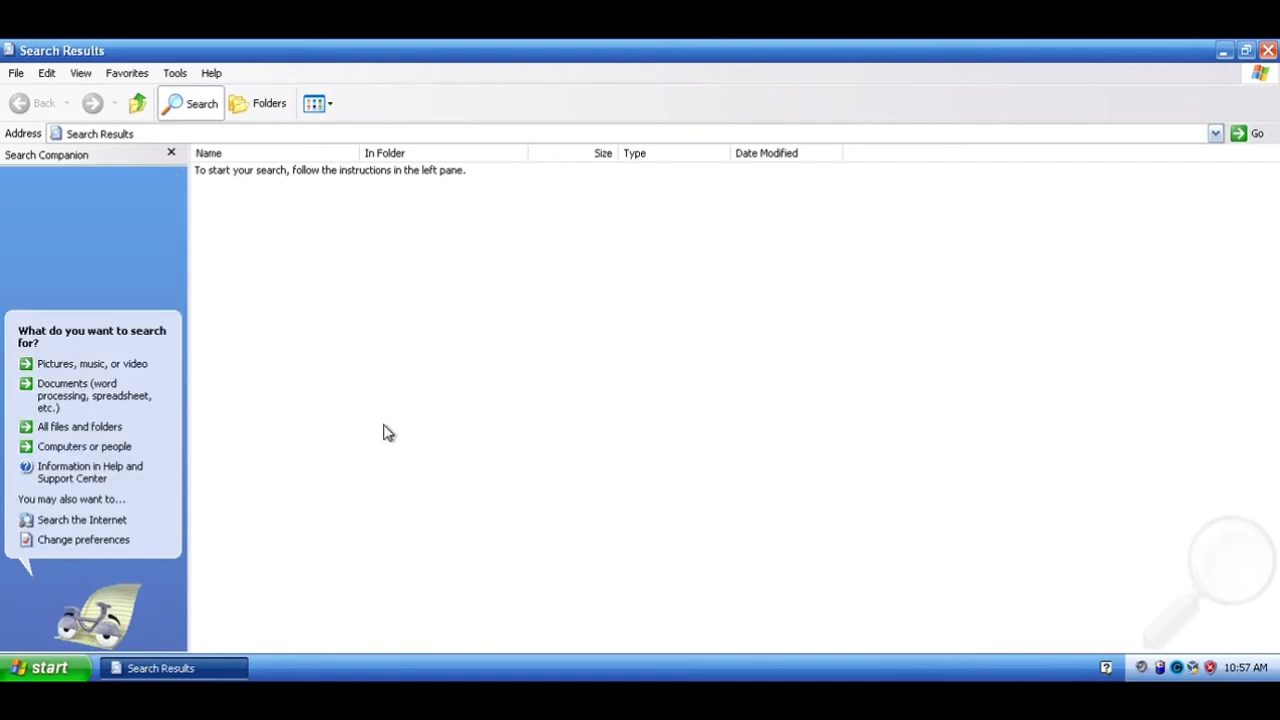 Search Results
File Edit View Favorites Tools Help
Back Search Folders
Address Search Results Go
Search Companion
Name In Folder Size Type Date Modified
To start your search, follow the instructions in the left pane.
What do you want to search
for?
Pictures, music, or video
Documents (word
processing, spreadsheet,
etc.)
All files and folders
Computers or people
Information in Help and
Support Center
You may also want to...
Search the Internet
Change preferences
start Search Results 10:57 AM